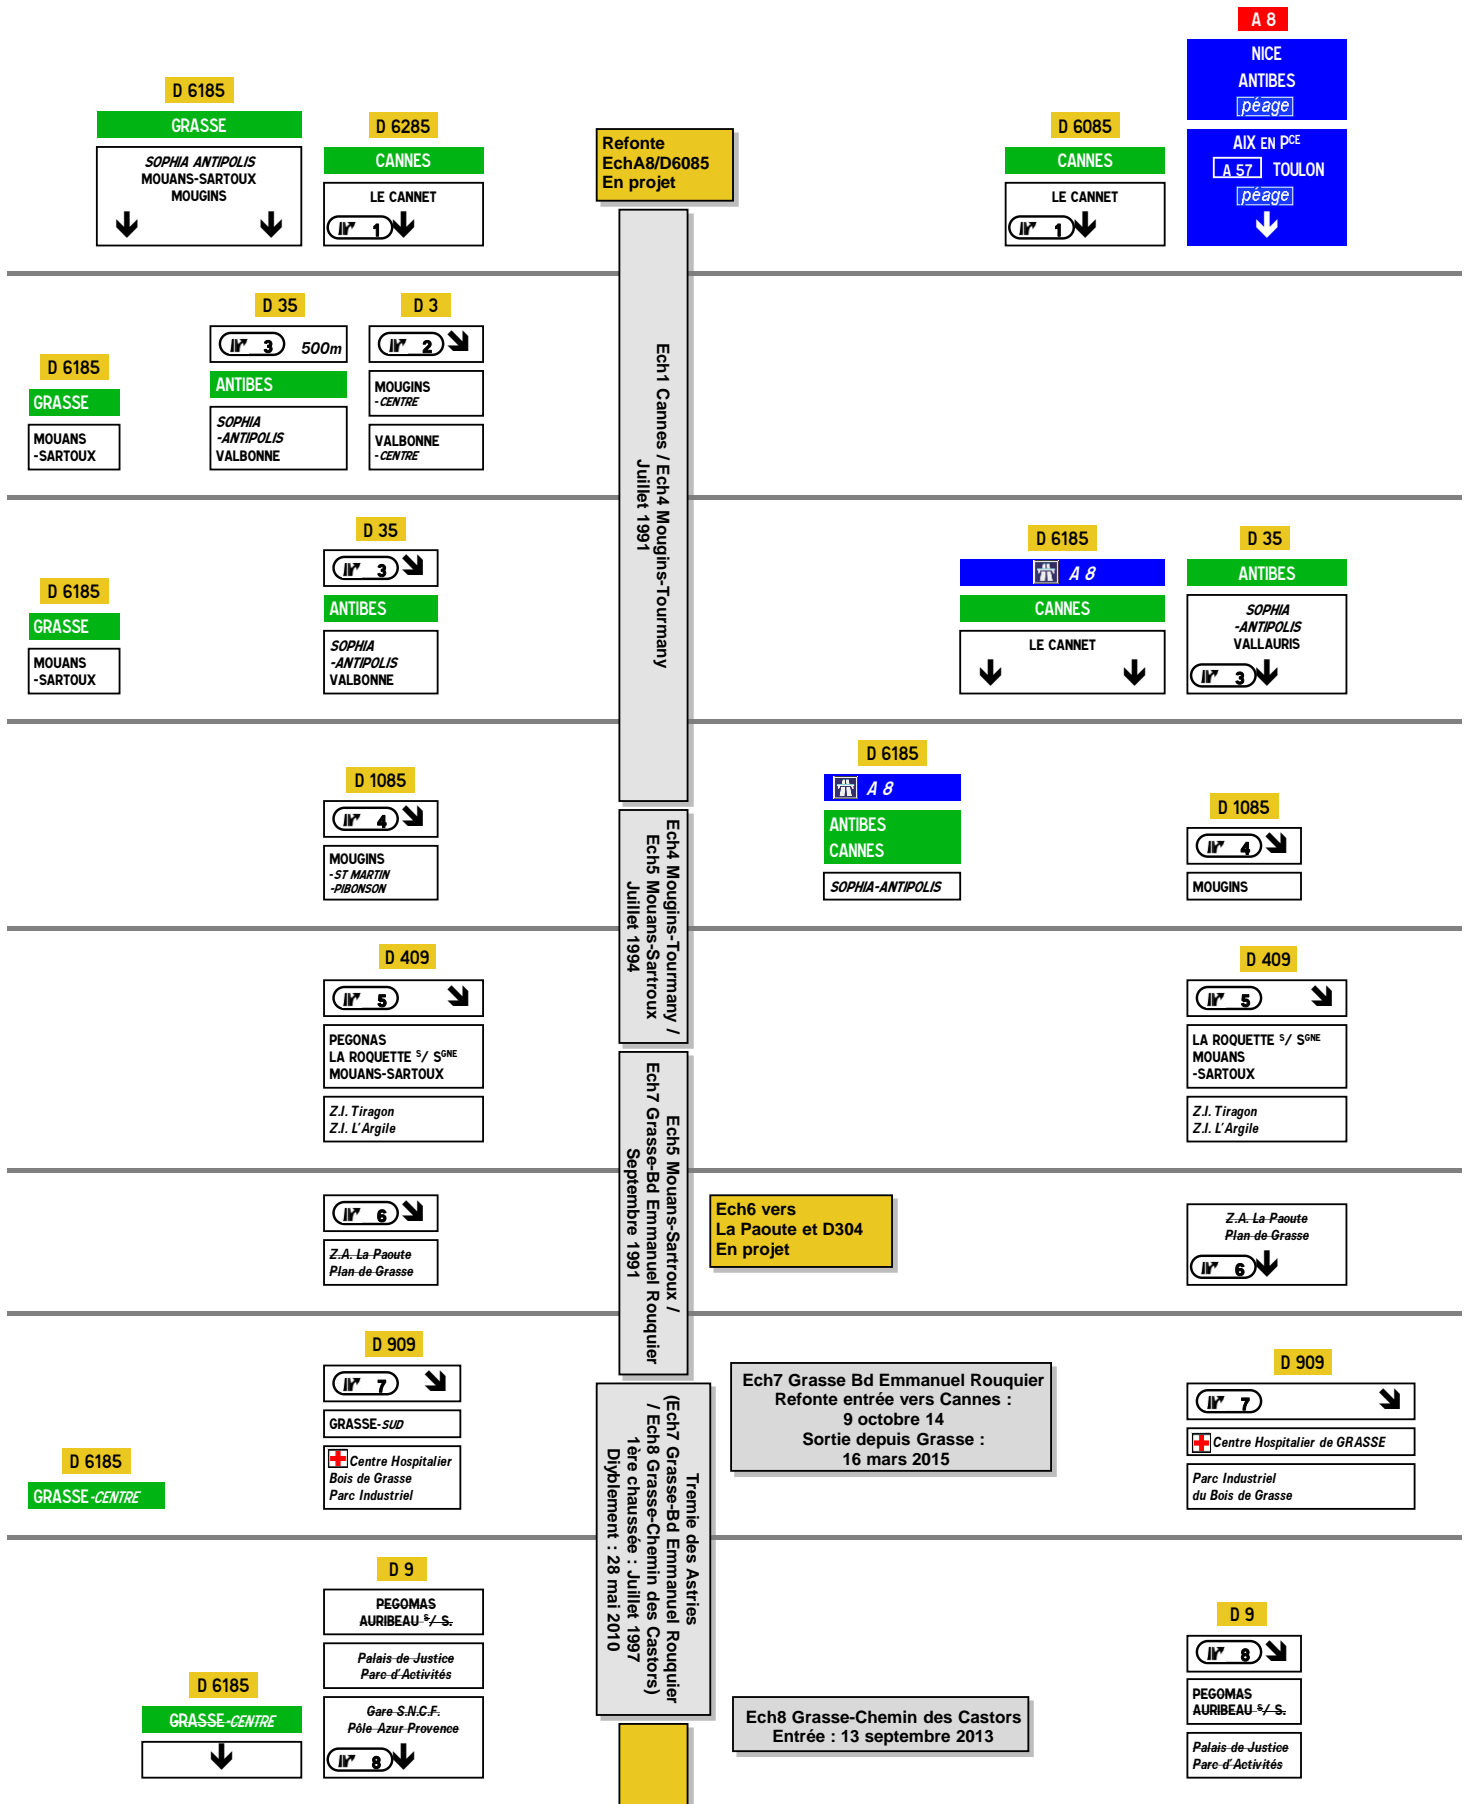 D 6185
GRASSE
SOPHIA ANTIPOLIS
MOUANS-SARTOUX
MOUGINS
D 6285
CANNES
LE CANNET
1
Refonte
EchA8/D6085
En projet
D 6085
CANNES
LE CANNET
1
A 8
NICE
ANTIBES
péage
AIX EN PCE
A 57 TOULON
péage
Ech1 Cannes / Ech4 Mougins-Tourmany
Juillet 1991
D 6185
GRASSE
MOUANS
-SARTOUX
D 35
3 500m
ANTIBES
SOPHIA
-ANTIPOLIS
VALBONNE
D 3
2
MOUGINS
-CENTRE
VALBONNE
-CENTRE
D 6185
GRASSE
MOUANS
-SARTOUX
D 35
3
ANTIBES
SOPHIA
-ANTIPOLIS
VALBONNE
D 6185
A 8
CANNES
LE CANNET
D 35
ANTIBES
SOPHIA
-ANTIPOLIS
VALLAURIS
3
D 1085
4
MOUGINS
-ST MARTIN
-PIBONSON
Ech4 Mougins-Tourmany /
Ech5 Mouans-Sartroux
Juillet 1994
D 6185
A 8
ANTIBES
CANNES
SOPHIA-ANTIPOLIS
D 1085
4
MOUGINS
D 409
5
PEGONAS
LA ROQUETTE S/ SGNE
MOUANS-SARTOUX
Z.I. Tiragon
Z.I. L'Argile
D 409
5
LA ROQUETTE S/ SGNE
MOUANS
-SARTOUX
Z.I. Tiragon
Z.I. L'Argile
Ech5 Mouans-Sartroux /
Ech7 Grasse-Bd Emmanuel Rouquier
Septembre 1991
6
Z.A. La Paoute
Plan de Grasse
Ech6 vers
La Paoute et D304
En projet
Z.A. La Paoute
Plan de Grasse
6
D 6185
GRASSE-CENTRE
D 909
7
GRASSE-SUD
Centre Hospitalier
Bois de Grasse
Parc Industriel
Ech7 Grasse Bd Emmanuel Rouquier
Refonte entrée vers Cannes :
9 octobre 14
Sortie depuis Grasse :
16 mars 2015
D 909
7
Centre Hospitalier de GRASSE
Parc Industriel
du Bois de Grasse
Tremie des Astries
(Ech7 Grasse-Bd Emmanuel Rouquier
/ Ech8 Grasse-Chemin des Castors)
1ère chaussée : Juillet 1997
Diyblement : 28 mai 2010
D 6185
GRASSE-CENTRE
D 9
PEGOMAS
AURIBEAU S/ S.
Palais de Justice
Parc d'Activités
Gare S.N.C.F.
Pôle Azur Provence
8
Ech8 Grasse-Chemin des Castors
Entrée : 13 septembre 2013
D 9
8
PEGOMAS
AURIBEAU S/ S.
Palais de Justice
Parc d'Activités